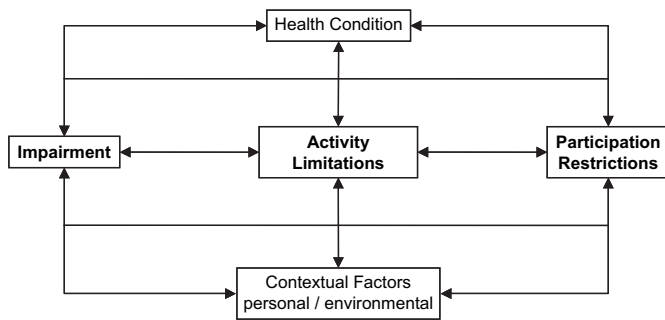 Health Condition
Impairment
Activity
Limitations
Participation
Restrictions
Contextual Factors
personal / environmental